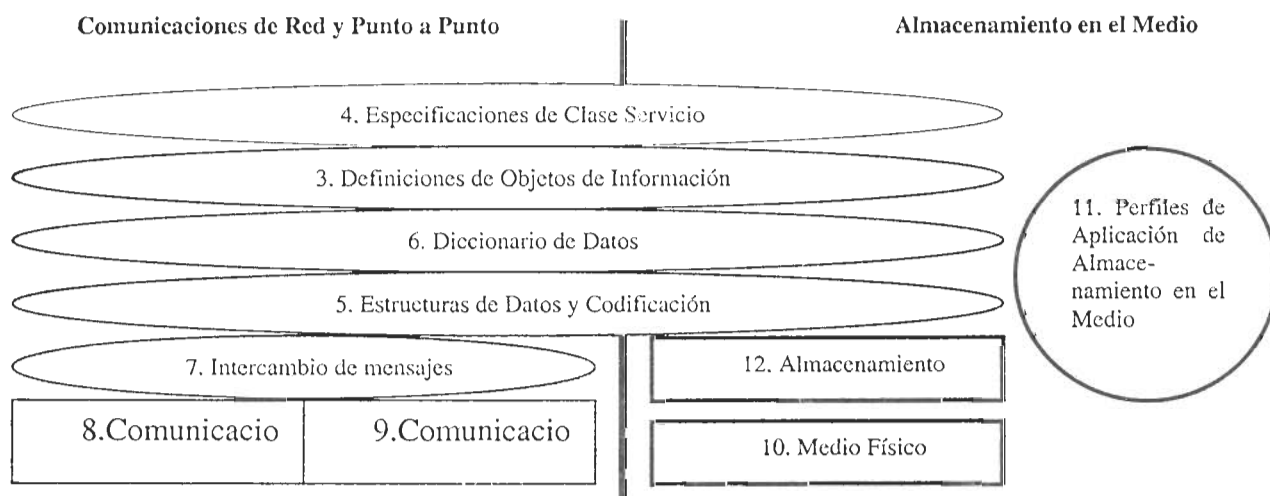 Comunicaciones de Red y Punto a Punto
Almacenamiento en el Medio
4. Especificaciones de Clase Servicio
3. Definiciones de Objetos de Información
6. Diccionario de Datos
5. Estructuras de Datos y Codificación
7. Intercambio de mensajes
8.Comunicacio
9.Comunicacio
12. Almacenamiento
10. Medio Físico
11. Perfiles de
Aplicación de
Almace-
namiento en el
Medio